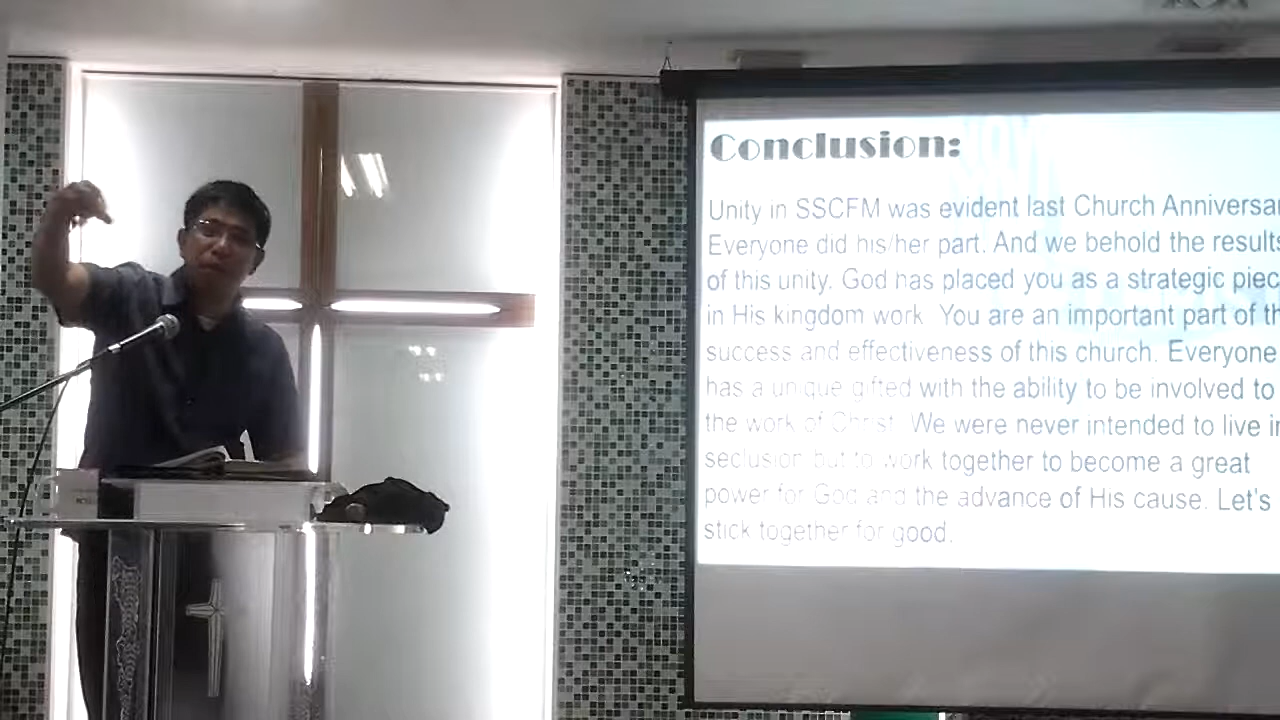 Conclusion:
Unity in SSCFM was evident last Church Anniversar
Everyone did his/her part. And we behold the results
of this unity. God has placed you as a strategic piec
in His kingdom work You are an important part of th
success and effectiveness of this church. Everyone
has a unique gifted with the ability to be involved to
the work of Christ. We were never intended to live in
seclusion but to work together to become a great
power for God and the advance of His cause. Let's
stick together for good.